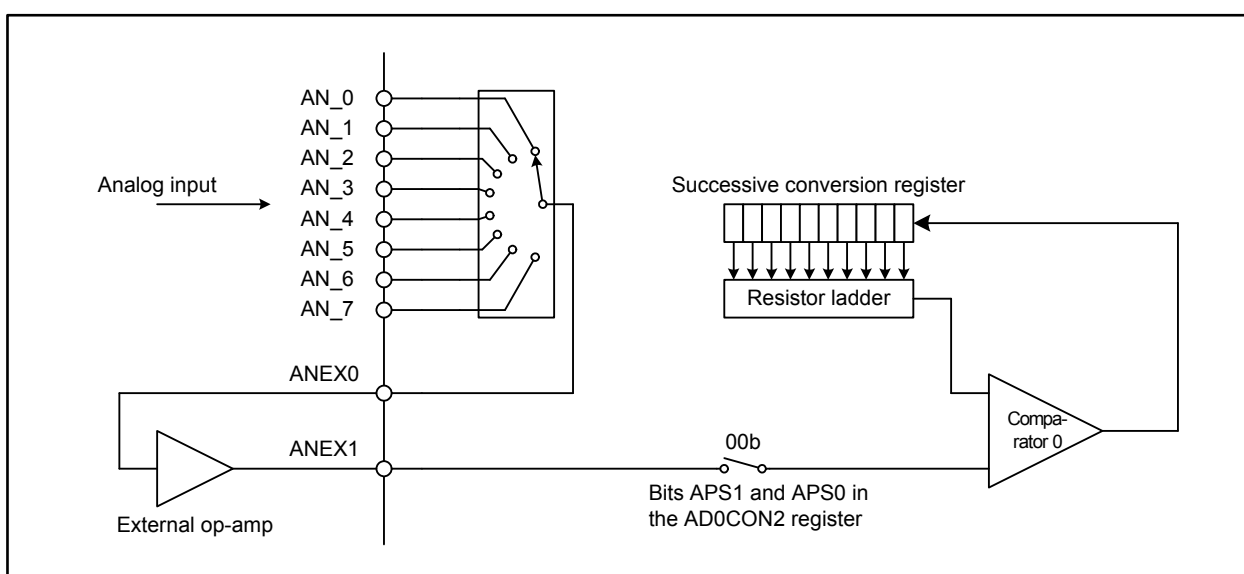 AN_0
AN_1
AN_2
AN_3
AN_4
AN_5
AN_6
AN_7
Analog input
ANEX0
ANEX1
External op-amp
Successive conversion register
Resistor ladder
Compa-
rator 0
00b
Bits APS1 and APS0 in
the AD0CON2 register